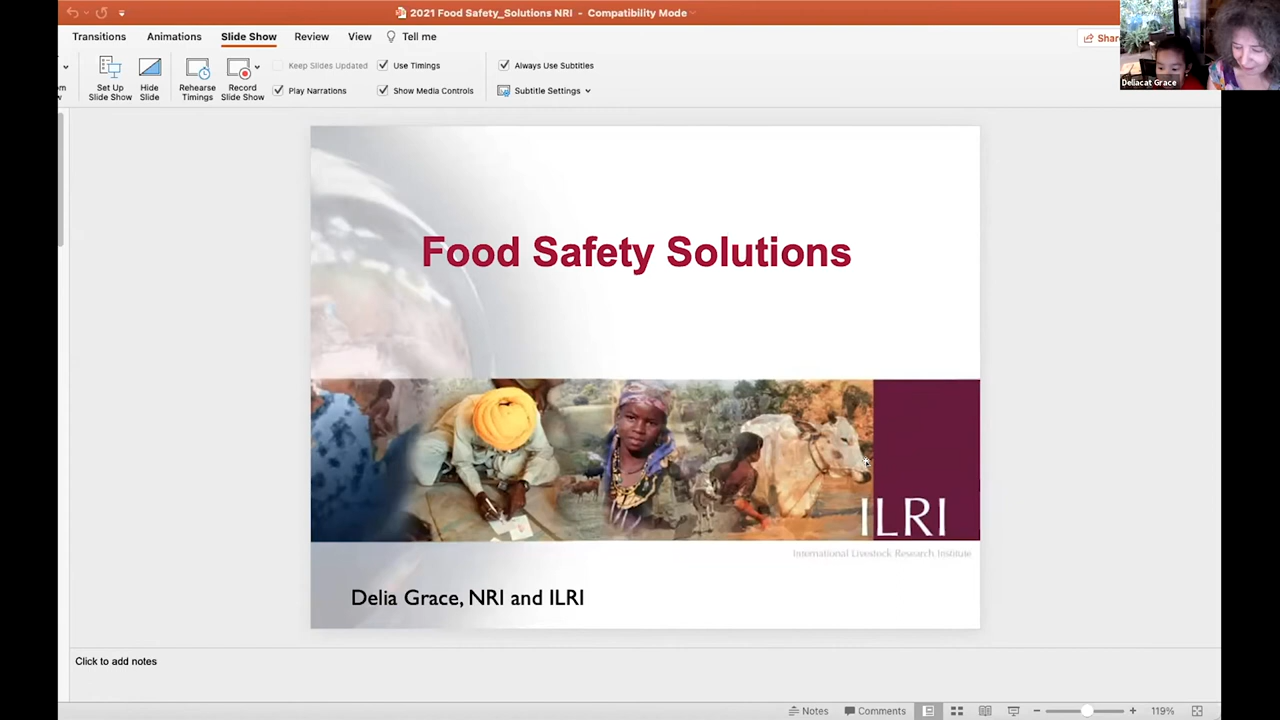 2021 Food Safety_Solutions NRI - Compatibility Mode
Transitions Animations Slide Show Review View Tell me
Share
Set Up
Slide Show
Hide
Slide
Rehearse
Timings
Record
Slide Show
Keep Slides Updated
Play Narrations
Use Timings
Show Media Controls
Always Use Subtitles
Subtitle Settings
Deliacat Grace
Food Safety Solutions
ILRI
International Livestock Research Institute
Delia Grace, NRI and ILRI
Click to add notes
Notes Comments 119%